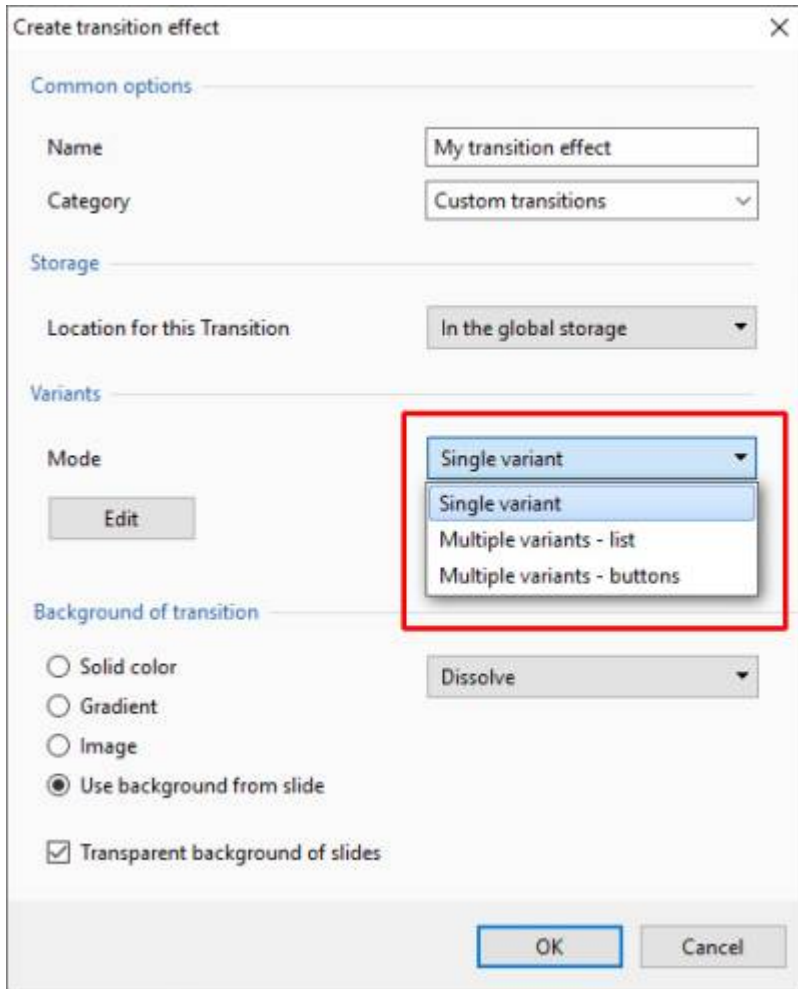 Create transition effect
Common options
Name
My transition effect
Category
Custom transitions
Storage
Location for this Transition
In the global storage
Variants
Mode
Single variant
Single variant
Edit
Multiple variants - list
Multiple variants - buttons
Background of transition
Solid color
Dissolve
Gradient
Image
Use background from slide
Transparent background of slides
OK
Cancel